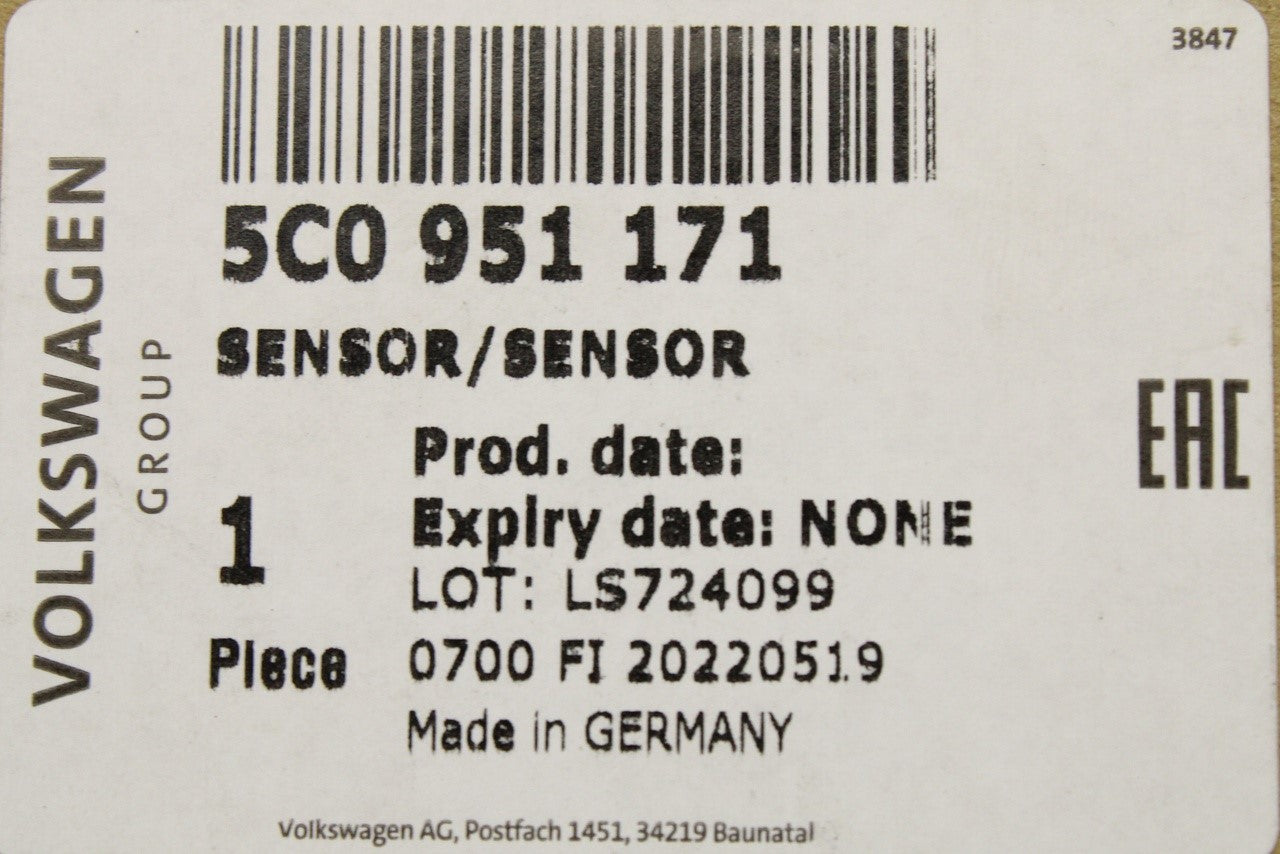 3847
5C0 951 171
SENSOR/SENSOR
Prod. date:
Expiry date: NONE
1
LOT: LS724099
Piece
0700 FI 20220519
Made in GERMANY
VOLKSWAGEN
GROUP
EAC
Volkswagen AG, Postfach 1451, 34219 Baunatal